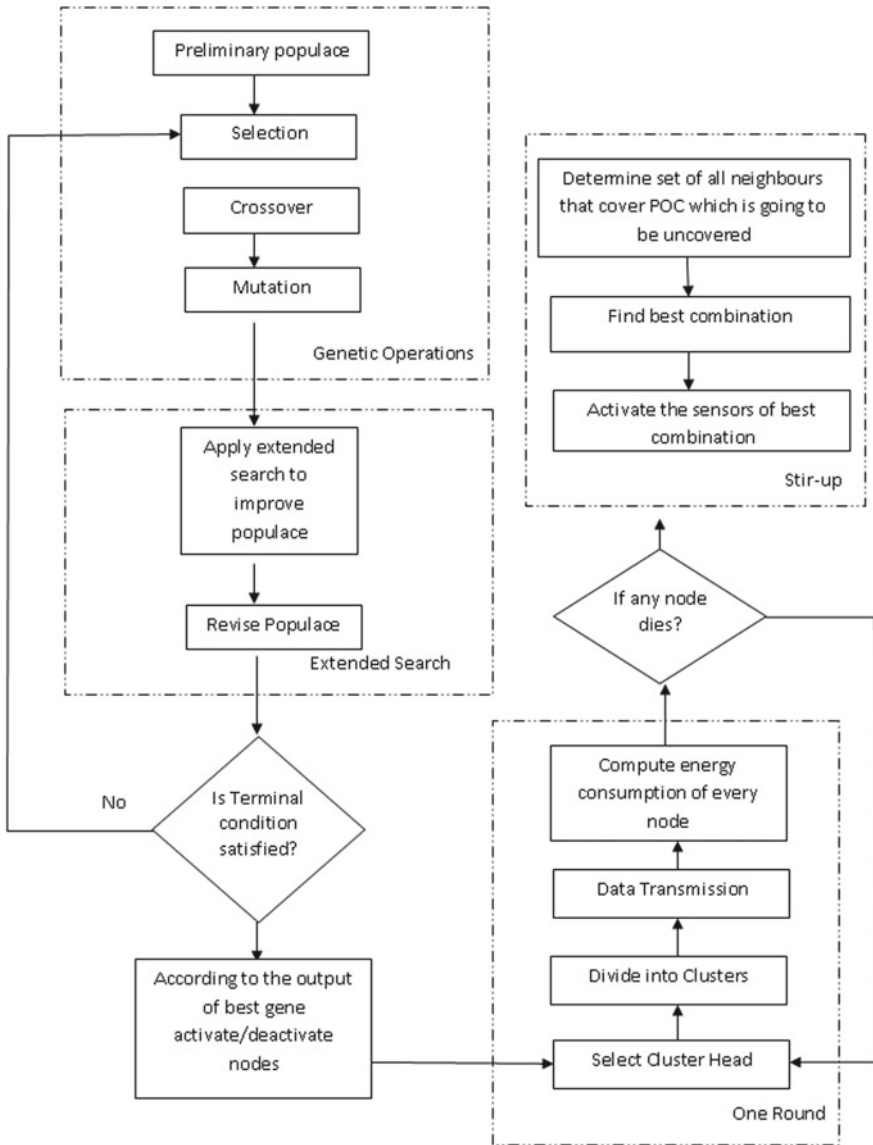 Preliminary populace
Selection
Crossover
Mutation
Genetic Operations
Apply extended
search to
improve
populace
Revise Populace
Extended Search
No
Is Terminal
condition
satisfied?
According to the output
of best gene
activate/deactivate
nodes
Determine set of all neighbours
that cover POC which is going to
be uncovered
Find best combination
Activate the sensors of best
combination
Stir-up
If any node
dies?
Compute energy
consumption of every
node
Data Transmission
Divide into Clusters
Select Cluster Head
One Round